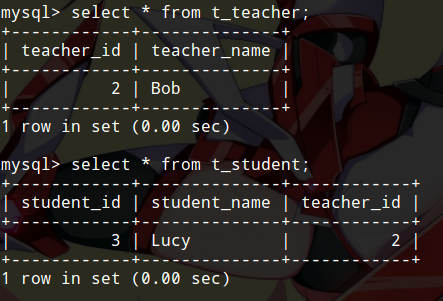 mysql> select * from t_teacher;
+------------+--------------+
| teacher_id | teacher_name |
+------------+--------------+
|          2 | Bob          |
+------------+--------------+
1 row in set (0.00 sec)

mysql> select * from t_student;
+------------+--------------+------------+
| student_id | student_name | teacher_id |
+------------+--------------+------------+
|          3 | Lucy         |          2 |
+------------+--------------+------------+
1 row in set (0.00 sec)